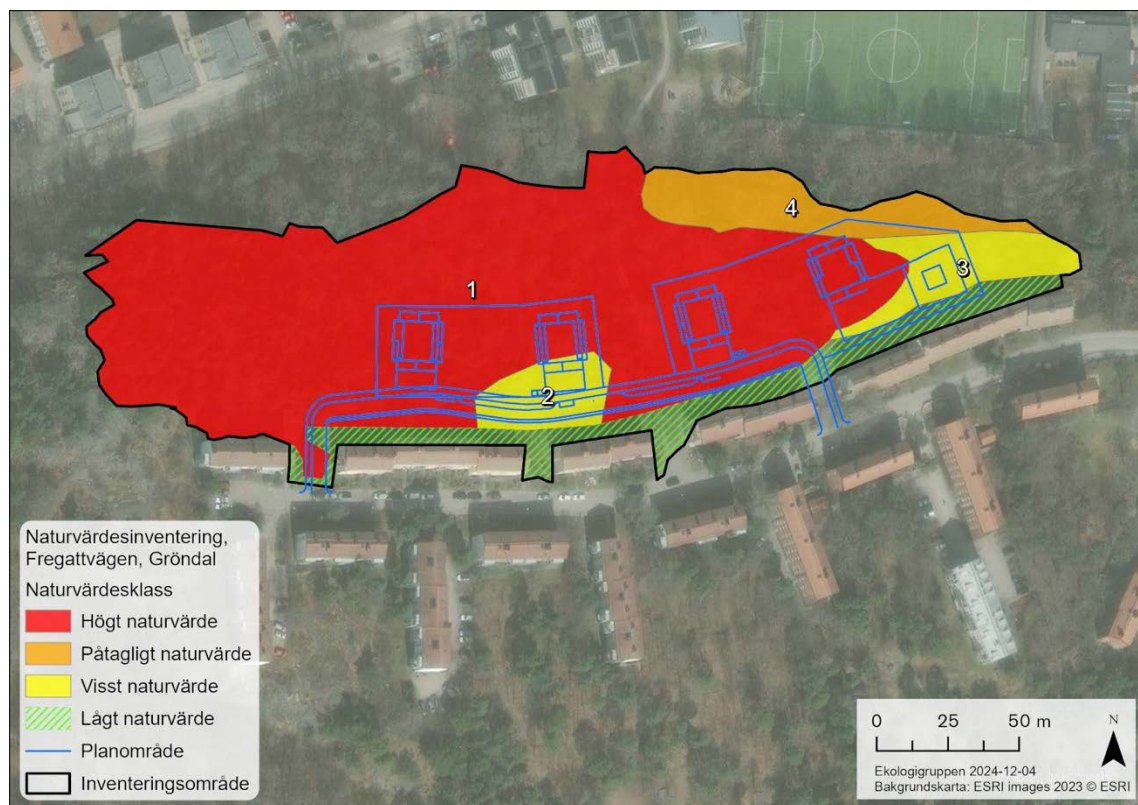 4
1
3
2
Naturvärdesinventering,
Fregattvägen, Gröndal
Naturvärdesklass
Högt naturvärde
Påtagligt naturvärde
Visst naturvärde
Lågt naturvärde
Planområde
Inventeringsområde
0 25 50 m
N
Ekologigruppen 2024-12-04
Bakgrundskarta: ESRI images 2023 © ESRI